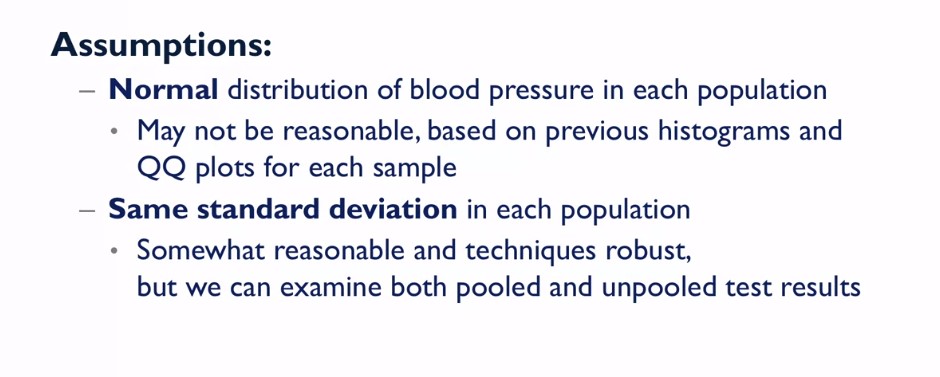 Assumptions:
– Normal distribution of blood pressure in each population
• May not be reasonable, based on previous histograms and
QQ plots for each sample
– Same standard deviation in each population
• Somewhat reasonable and techniques robust,
but we can examine both pooled and unpooled test results